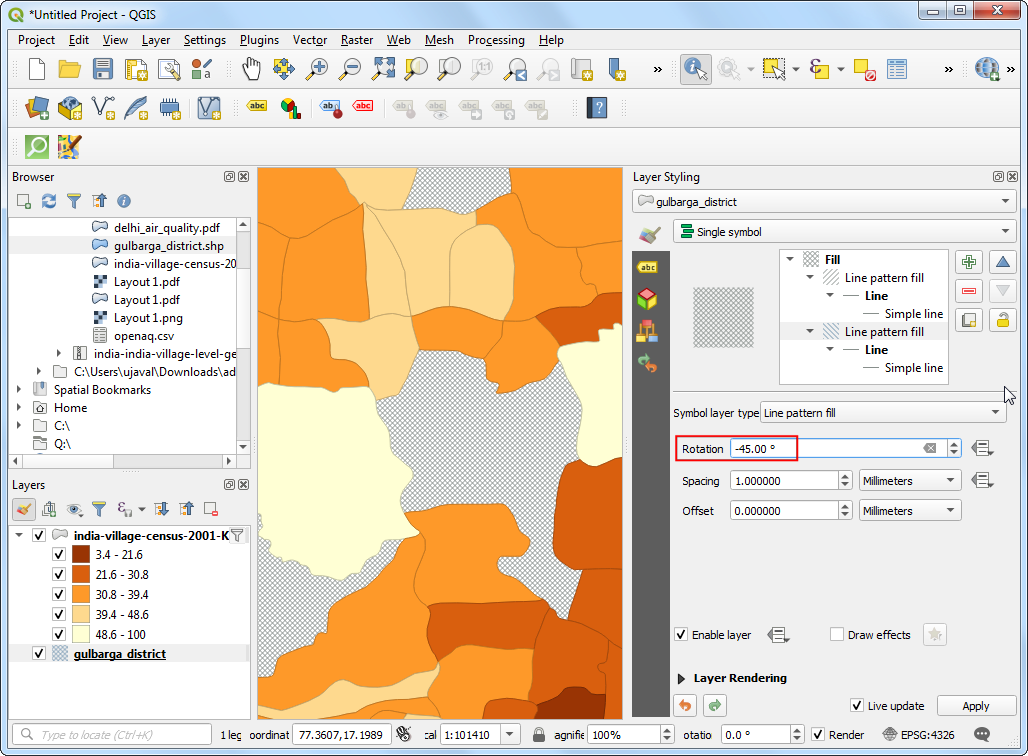 *Untitled Project - QGIS
Project Edit View Layer Settings Plugins Vector Raster Web Mesh Processing Help
Browser
delhi_air_quality.pdf
gulbarga_district.shp
india-village-census-20
Layout 1.pdf
Layout 1.pdf
Layout 1.png
openaq.csv
india-india-village-level-ge
C:\Users\ujaval\Downloads\ad
Spatial Bookmarks
Home
C:\
Q:\
Layers
india-village-census-2001-K
3.4 - 21.6
21.6 - 30.8
30.8 - 39.4
39.4 - 48.6
48.6 - 100
gulbarga_district
Layer Styling
gulbarga_district
Single symbol
Fill
Line pattern fill
Line
Simple line
Line pattern fill
Line
Simple line
Symbol layer type Line pattern fill
Rotation -45.00 °
Spacing 1.000000 Millimeters
Offset 0.000000 Millimeters
Enable layer Draw effects
Layer Rendering
Live update Apply
Type to locate (Ctrl+K) 1 leg oordinat 77.3607,17.1989 cal 1:101410 agnifie 100% otatio 0.0 ° Render EPSG:4326